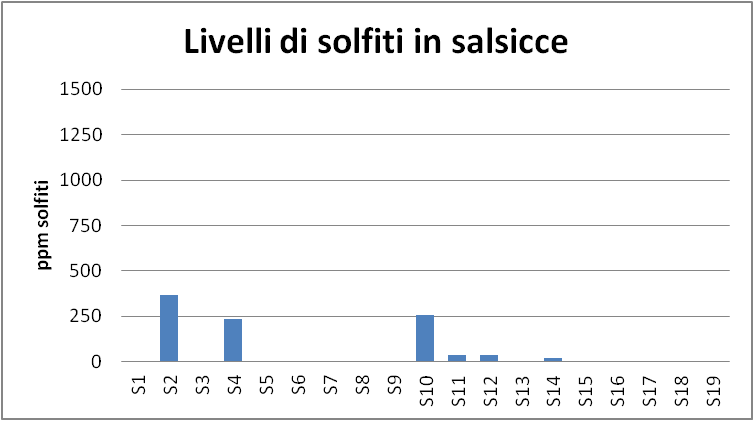 Livelli di solfiti in salsicce
ppm solfiti
1500
1250
1000
750
500
250
0
S1
S2
S3
S4
S5
S6
S7
S8
S9
S10
S11
S12
S13
S14
S15
S16
S17
S18
S19